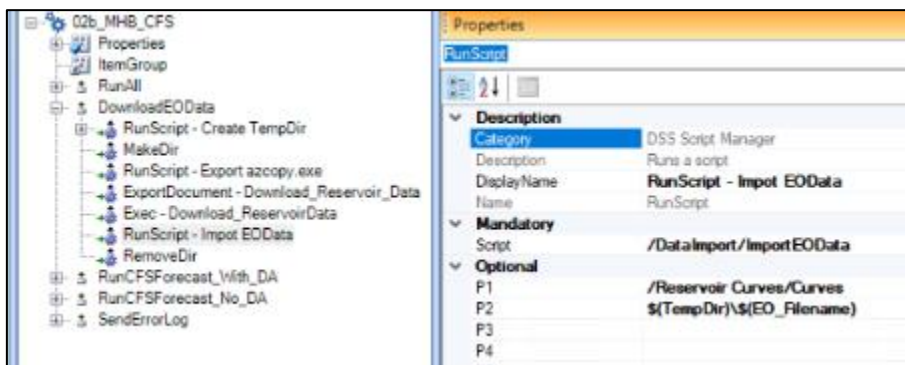 02b_MHB_CFS
Properties
ItemGroup
RunAll
DownloadEOData
RunScript - Create TempDir
MakeDir
RunScript - Export azcopy.exe
ExportDocument - Download_Reservoir_Data
Exec - Download_ReservoirData
RunScript - Impot EOData
RemoveDir
RunCFSForecast_With_DA
RunCFSForecast_No_DA
SendErrorLog
Properties
RunScript
Description
Category DSS Script Manager
Description Runs a script
DisplayName RunScript - Impot EOData
Name RunScript
Mandatory
Script /DataImport/ImportEOData
Optional
P1 /Reservoir Curves/Curves
P2 $(TempDir)\$(EO_Filename)
P3
P4